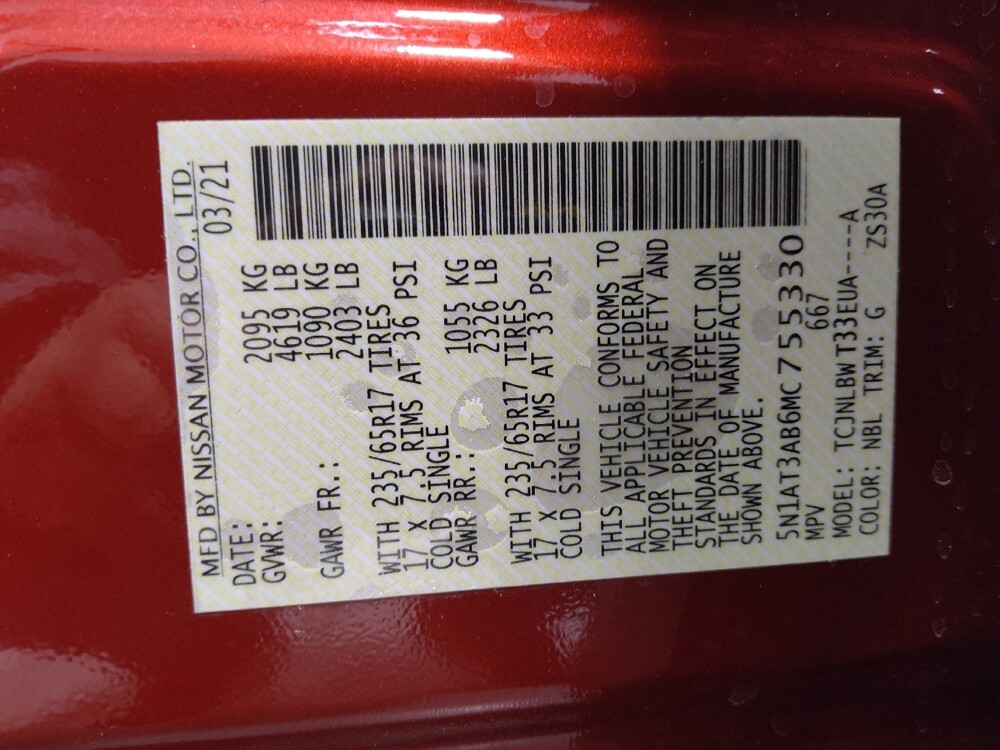 MFD BY NISSAN MOTOR CO., LTD.
DATE: 03/21
GVWR: 2095 KG
4619 LB
GAWR FR.: 1090 KG
2403 LB
WITH 235/65R17 TIRES
17 X 7.5 RIMS AT 36 PSI
COLD SINGLE
GAWR RR.: 1055 KG
2326 LB
WITH 235/65R17 TIRES
17 X 7.5 RIMS AT 33 PSI
COLD SINGLE
THIS VEHICLE CONFORMS TO
ALL APPLICABLE FEDERAL
MOTOR VEHICLE SAFETY AND
THEFT PREVENTION
STANDARDS IN EFFECT ON
THE DATE OF MANUFACTURE
SHOWN ABOVE.
5N1AT3AB6MC755330
MPV 667
MODEL: TCJNLBWT33EUA----A
COLOR: NBL TRIM: G ZS30A